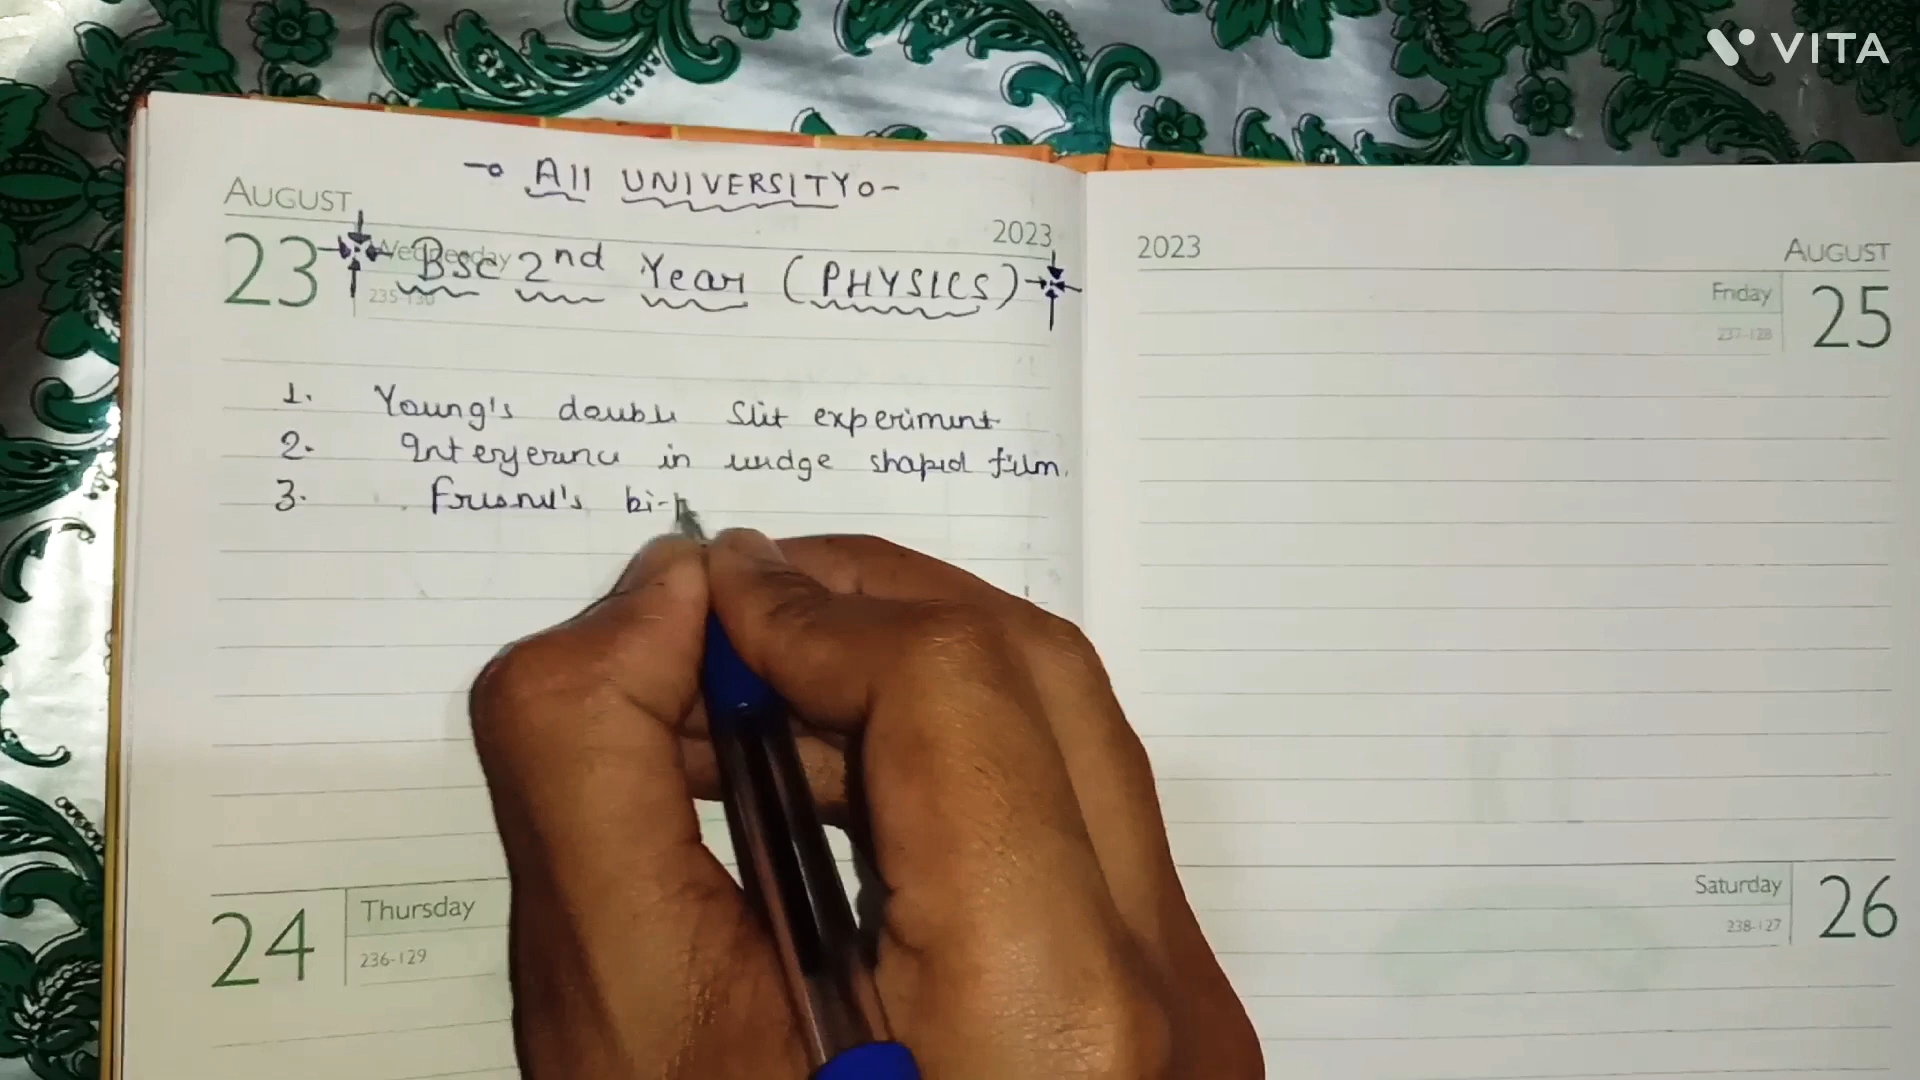 VITA
All UNIVERSITY
AUGUST
2023
23 Wednesday
235-130
Bsc 2nd Year (PHYSICS)
1. Young's double slit experiment
2. Interference in wedge shaped film.
3. Fresnel's bi-p
24 Thursday
236-129
2023
AUGUST
Friday 25
237-128
Saturday 26
238-127